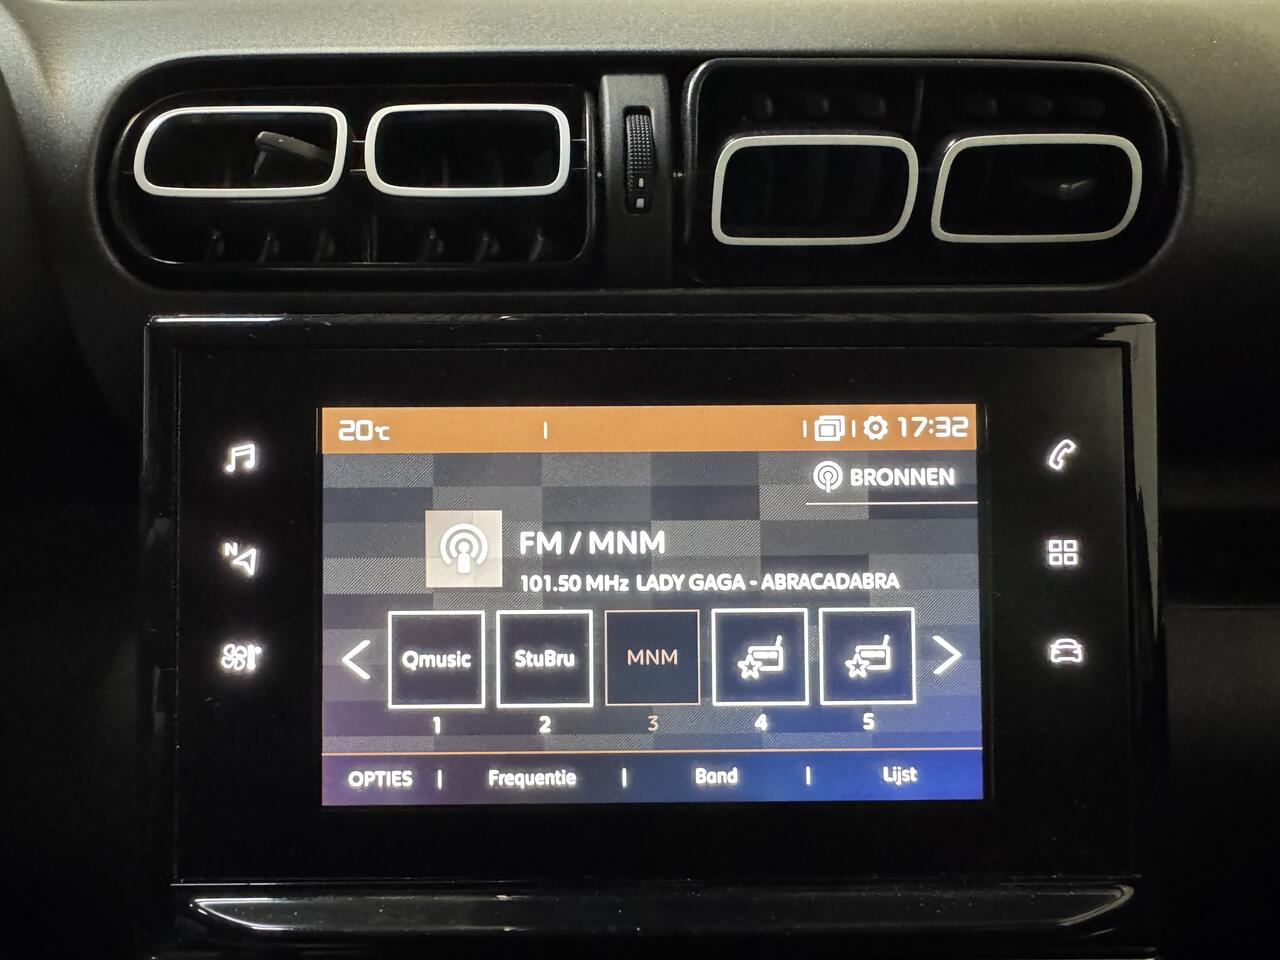 20°C
17:32
BRONNEN
FM / MNM
101.50 MHz LADY GAGA - ABRACADABRA
N
Qmusic StuBru MNM
1 2 3 4 5
OPTIES | Frequentie | Band | Lijst